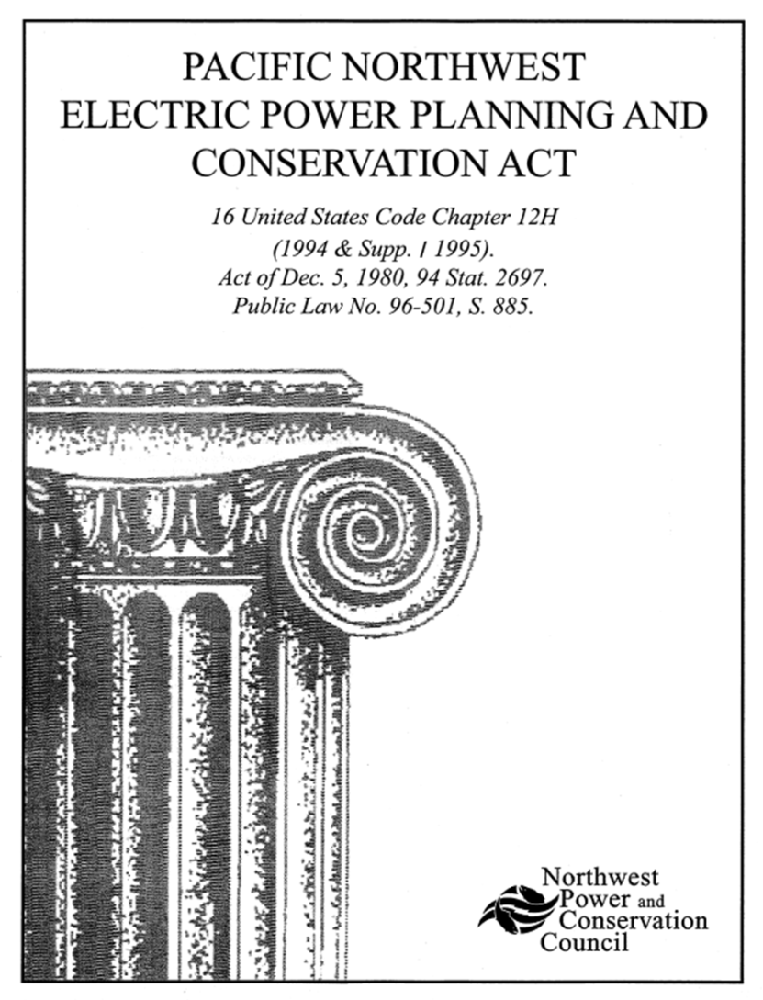 PACIFIC NORTHWEST
ELECTRIC POWER PLANNING AND
CONSERVATION ACT
16 United States Code Chapter 12H
(1994 & Supp. I 1995).
Act of Dec. 5, 1980, 94 Stat. 2697.
Public Law No. 96-501, S. 885.
Northwest
Power and
Conservation
Council